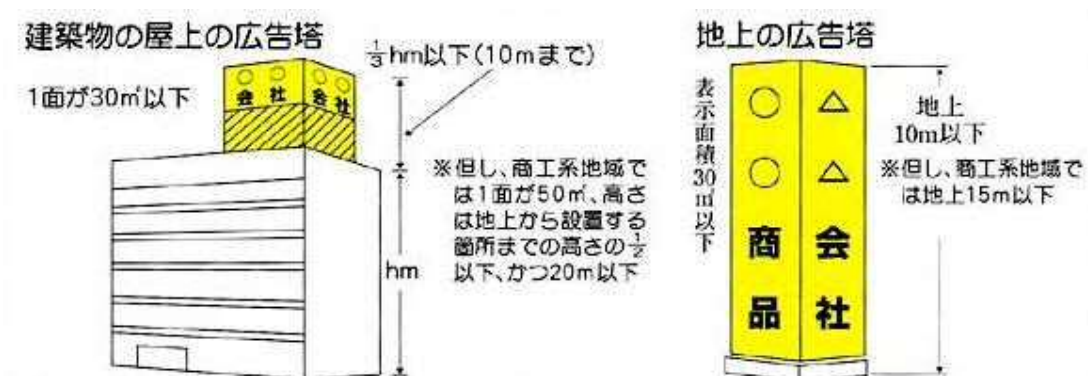 建築物の屋上の広告塔
1/3hm以下(10mまで)
1面が30㎡以下
○○ ○○
会社 会社
※但し、商工系地域で
は1面が50㎡、高さ
は地上から設置する
箇所までの高さの1/2
以下、かつ20m以下
hm
地上の広告塔
表示面積30㎡以下
○○商品
△△会社
地上
10m以下
※但し、商工系地域で
は地上15m以下